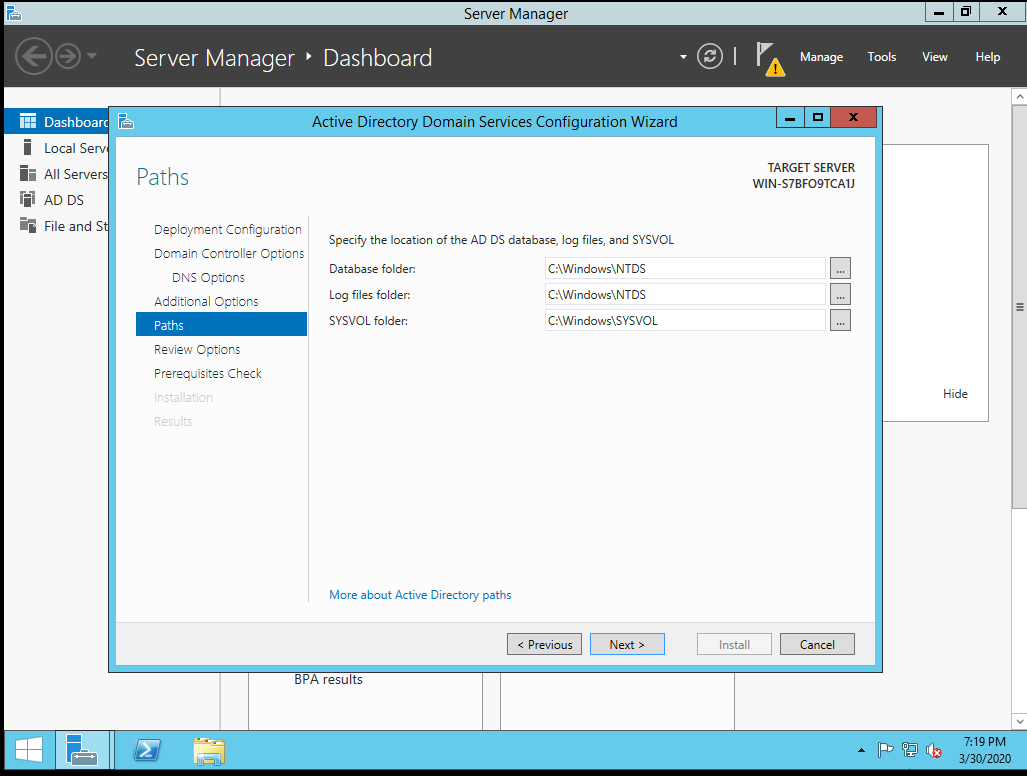 Server Manager
Server Manager Dashboard
Manage Tools View Help
Dashboar
Local Serv
All Servers
AD DS
File and St
Active Directory Domain Services Configuration Wizard
Paths
TARGET SERVER
WIN-S7BFO9TCA1J
Deployment Configuration
Domain Controller Options
DNS Options
Additional Options
Paths
Review Options
Prerequisites Check
Installation
Results
Specify the location of the AD DS database, log files, and SYSVOL
Database folder: C:\Windows\NTDS ...
Log files folder: C:\Windows\NTDS ...
SYSVOL folder: C:\Windows\SYSVOL ...
More about Active Directory paths
< Previous Next > Install Cancel
Hide
BPA results
7:19 PM
3/30/2020